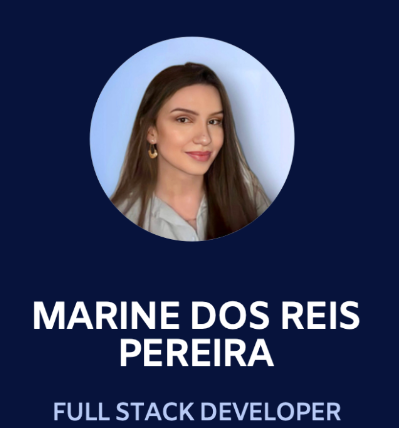 MARINE DOS REIS
PEREIRA
FULL STACK DEVELOPER